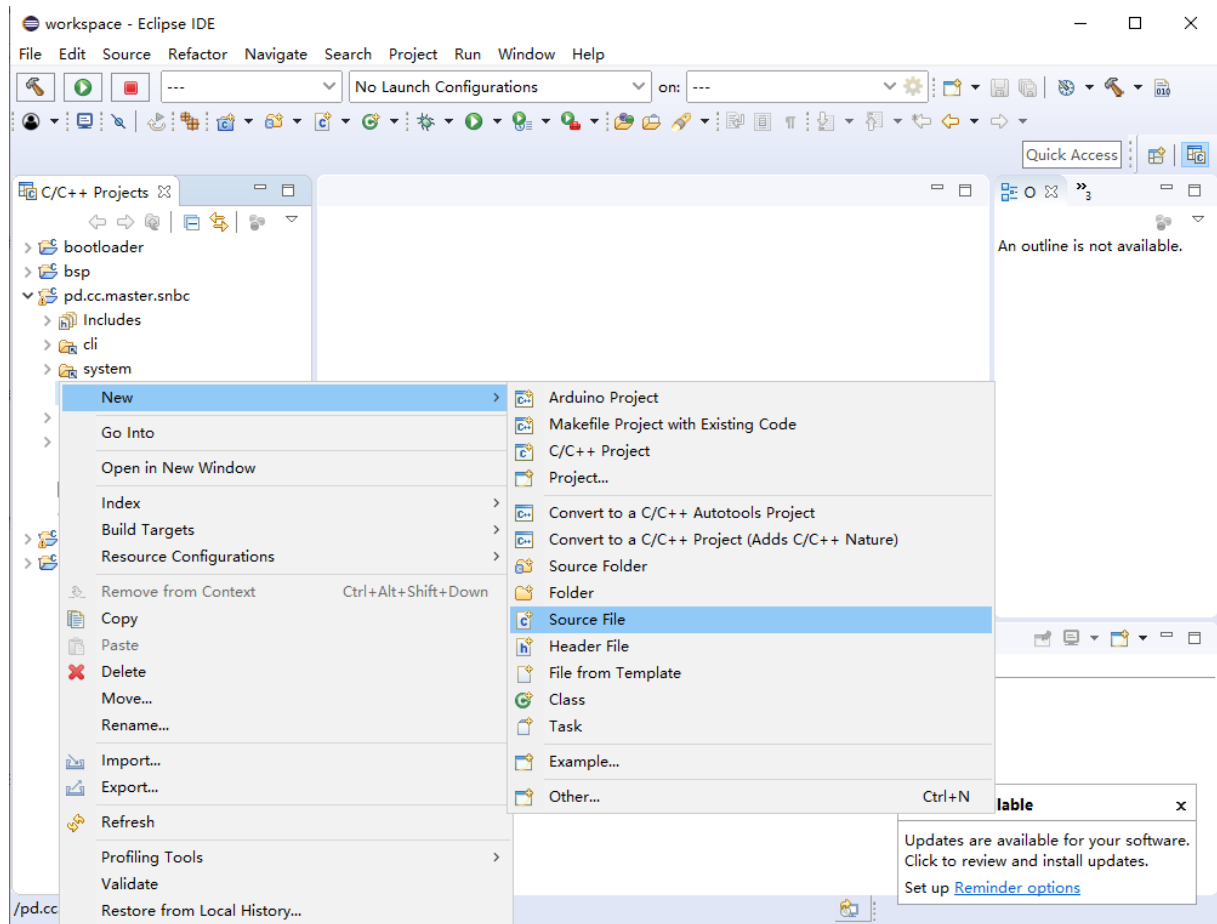 workspace - Eclipse IDE
File Edit Source Refactor Navigate Search Project Run Window Help
--- No Launch Configurations on: ---
Quick Access
C/C++ Projects
O »3
bootloader
An outline is not available.
bsp
pd.cc.master.snbc
Includes
cli
system
New
Go Into
Open in New Window
Index
Build Targets
Resource Configurations
Remove from Context Ctrl+Alt+Shift+Down
Copy
Paste
Delete
Move...
Rename...
Import...
Export...
Refresh
Profiling Tools
Validate
Restore from Local History...
Arduino Project
Makefile Project with Existing Code
C/C++ Project
Project...
Convert to a C/C++ Autotools Project
Convert to a C/C++ Project (Adds C/C++ Nature)
Source Folder
Folder
Source File
Header File
File from Template
Class
Task
Example...
Other... Ctrl+N
lable x
Updates are available for your software.
Click to review and install updates.
Set up Reminder options
/pd.cc